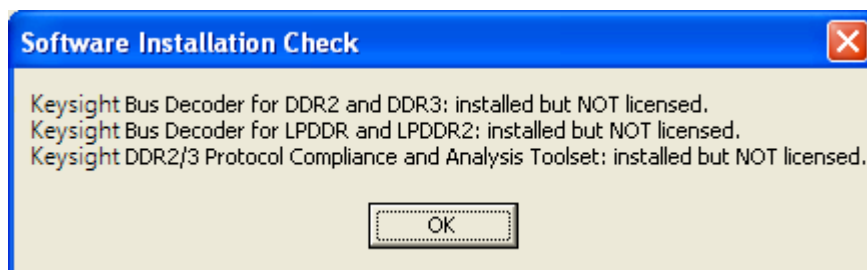 Software Installation Check
Keysight Bus Decoder for DDR2 and DDR3: installed but NOT licensed.
Keysight Bus Decoder for LPDDR and LPDDR2: installed but NOT licensed.
Keysight DDR2/3 Protocol Compliance and Analysis Toolset: installed but NOT licensed.
OK